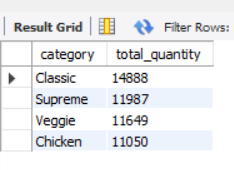 Result Grid Filter Rows:
category total_quantity
Classic 14888
Supreme 11987
Veggie 11649
Chicken 11050